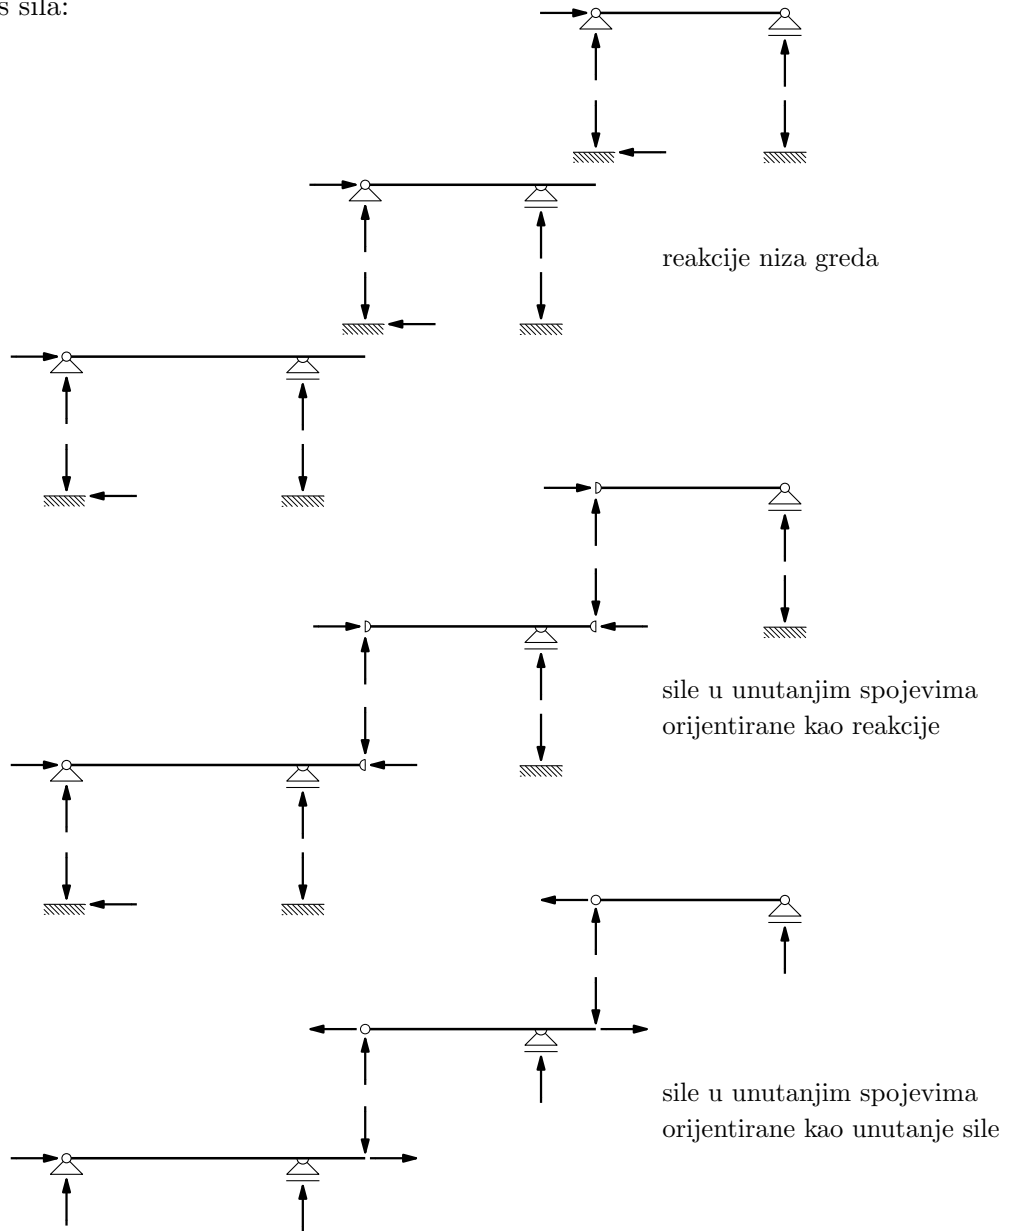 s sila:
reakcije niza greda
sile u unutanjim spojevima
orijentirane kao reakcije
sile u unutanjim spojevima
orijentirane kao unutanje sile